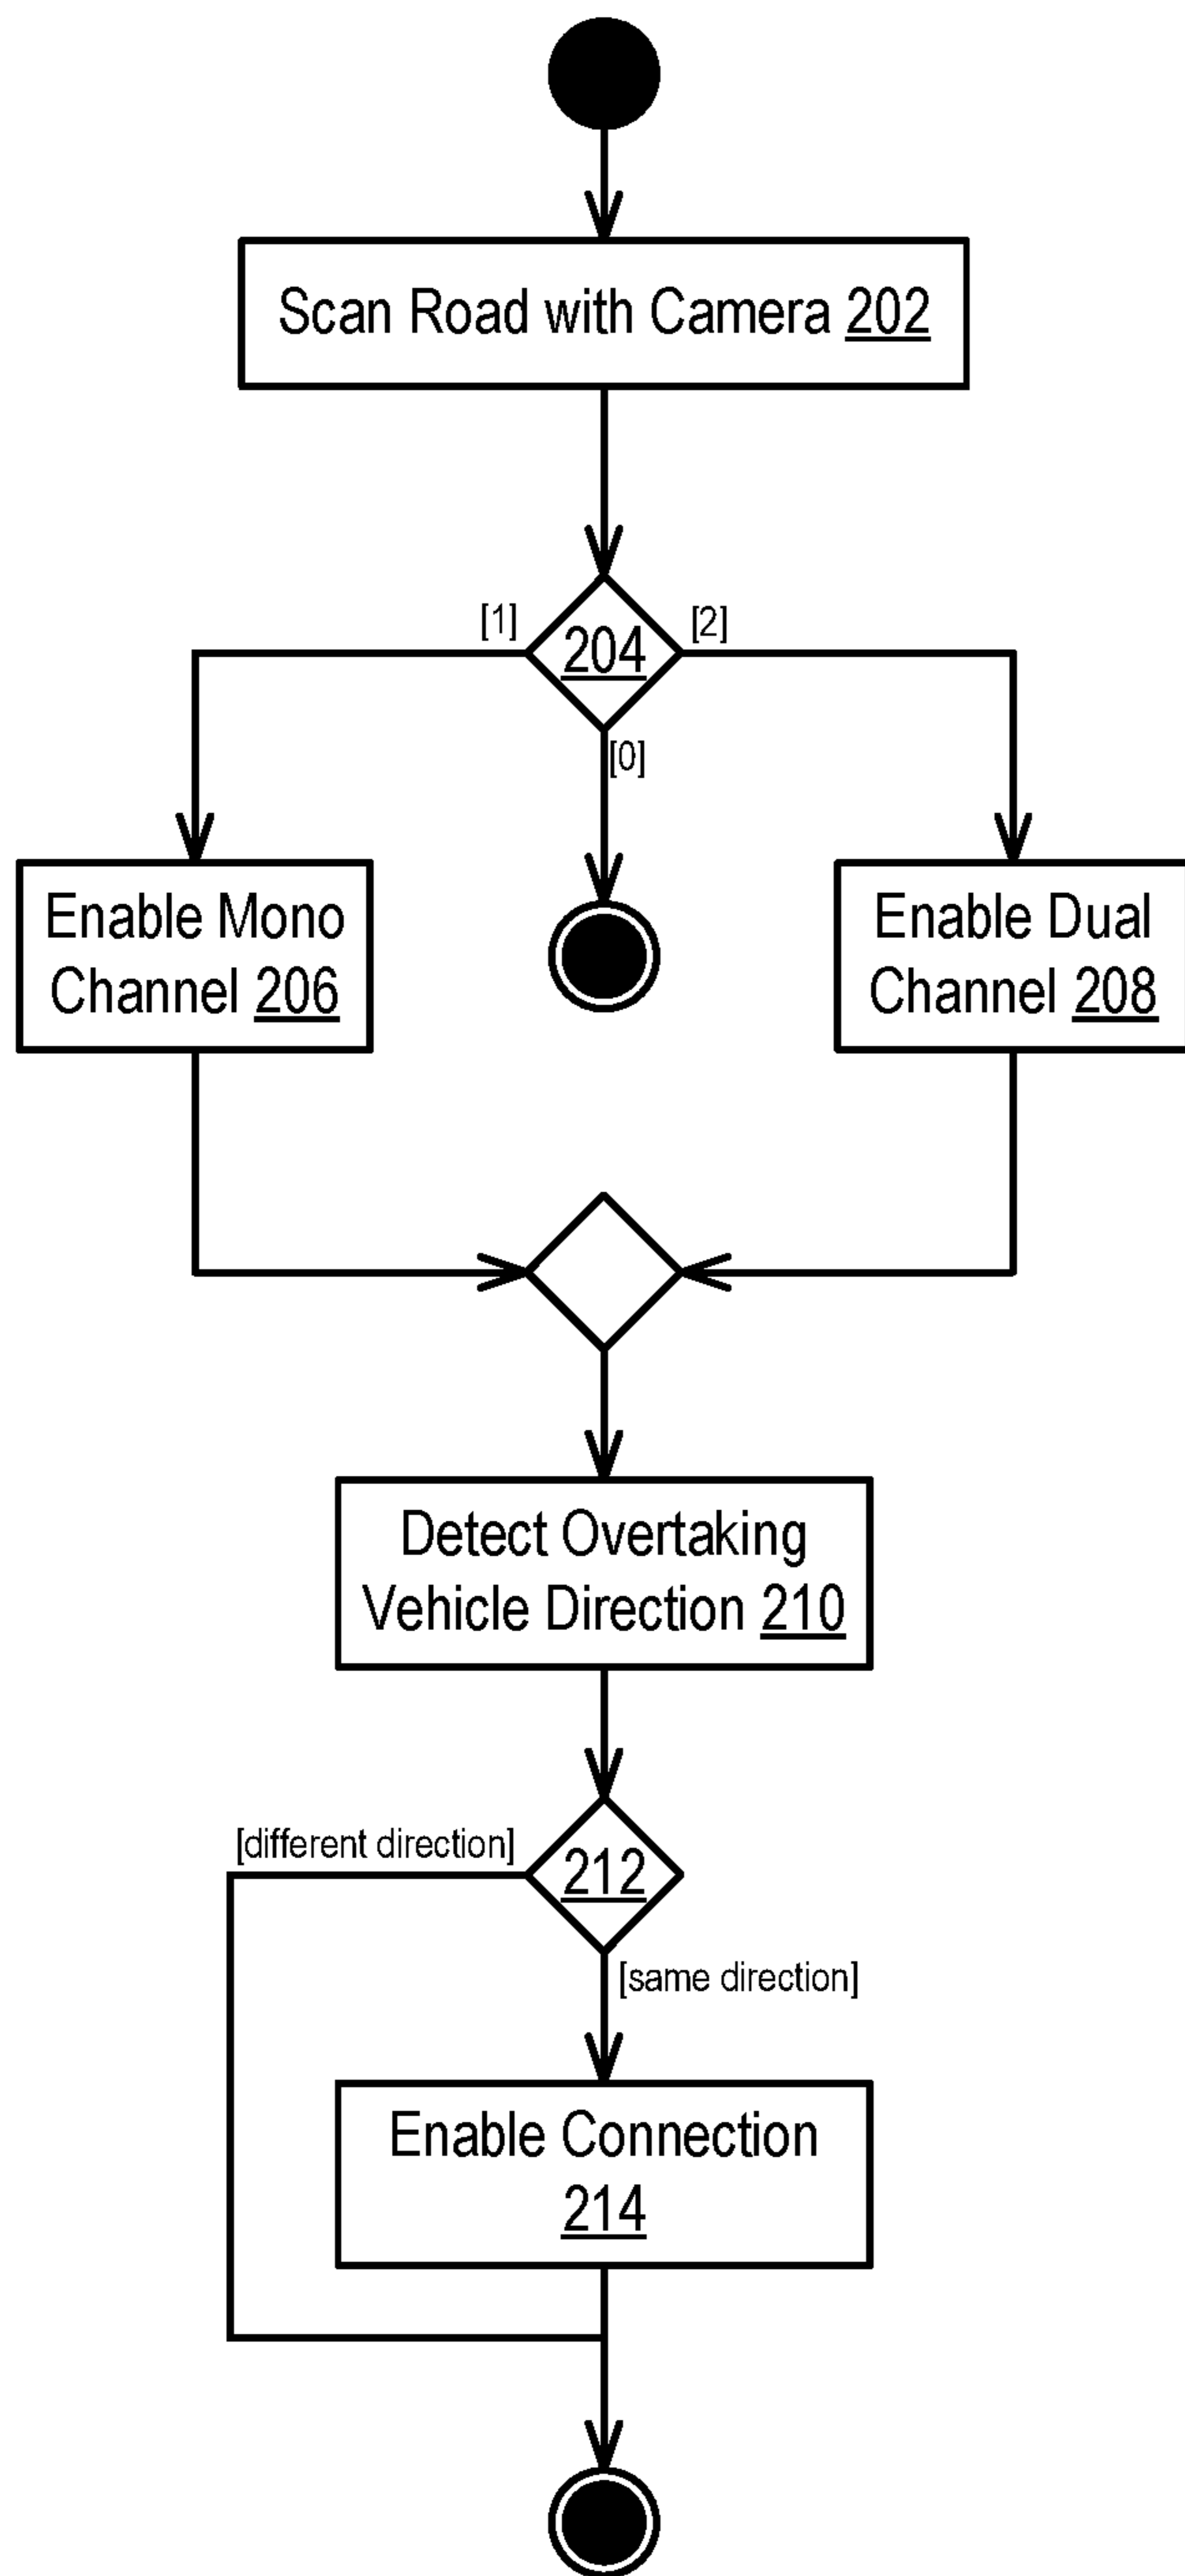 Scan Road with Camera 202
[1]
204
[2]
[0]
Enable Mono
Channel 206
Enable Dual
Channel 208
Detect Overtaking
Vehicle Direction 210
[different direction]
212
[same direction]
Enable Connection
214